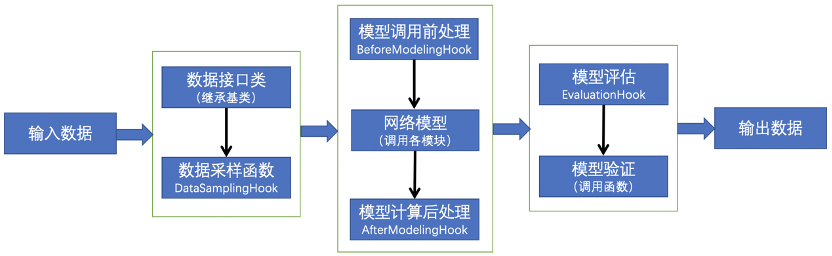 输入数据
数据接口类
(继承基类)
数据采样函数
DataSamplingHook
模型调用前处理
BeforeModelingHook
网络模型
(调用各模块)
模型计算后处理
AfterModelingHook
模型评估
EvaluationHook
模型验证
(调用函数)
输出数据